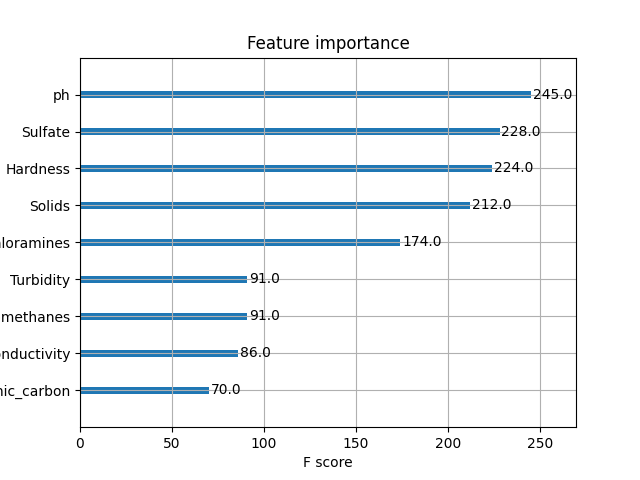 Feature importance
ph 245.0
Sulfate 228.0
Hardness 224.0
Solids 212.0
loramines 174.0
Turbidity 91.0
methanes 91.0
onductivity 86.0
nic_carbon 70.0
0 50 100 150 200 250
F score